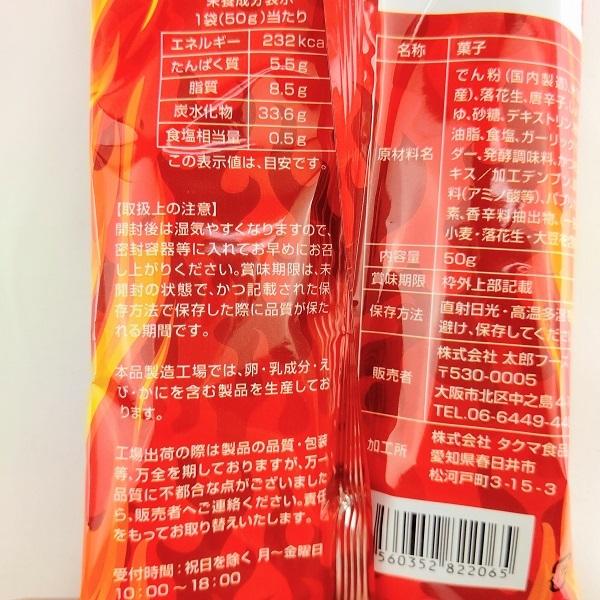 栄養成分表示
1袋(50g)当たり
エネルギー 232kca
たんぱく質 5.5g
脂質 8.5g
炭水化物 33.6g
食塩相当量 0.5g
この表示値は、目安です。
【取扱上の注意】
開封後は湿気やすくなりますので、
密封容器等に入れてお早めにお召
し上がりください。賞味期限は、未
開封の状態で、かつ記載された保
存方法で保存した際に品質が保た
れる期間です。
本品製造工場では、卵・乳成分・え
び・かにを含む製品を生産してお
ります。
工場出荷の際は製品の品質・包装
等、万全を期しておりますが、万一
品質に不都合な点がございました
ら、販売者へご連絡ください。責任
をもってお取り替えいたします。
受付時間:祝日を除く 月~金曜日
10:00~18:00
名称 菓子
原材料名 でん粉(国内製造)、
産)、落花生、唐辛子、
ゆ、砂糖、デキストリン
油脂、食塩、ガーリック
ダー、発酵調味料、
キス/加工デンプン
料(アミノ酸等)、パプリ
素、香辛料抽出物、
小麦・落花生・大豆を
内容量 50g
賞味期限 枠外上部記載
保存方法 直射日光・高温多湿
避け、保存してくださ
販売者 株式会社 太郎フーズ
〒530-0005
大阪市北区中之島
TEL.06-6449-44
加工所 株式会社 タクマ食品
愛知県春日井市
松河戸町3-15-3
560352 822065